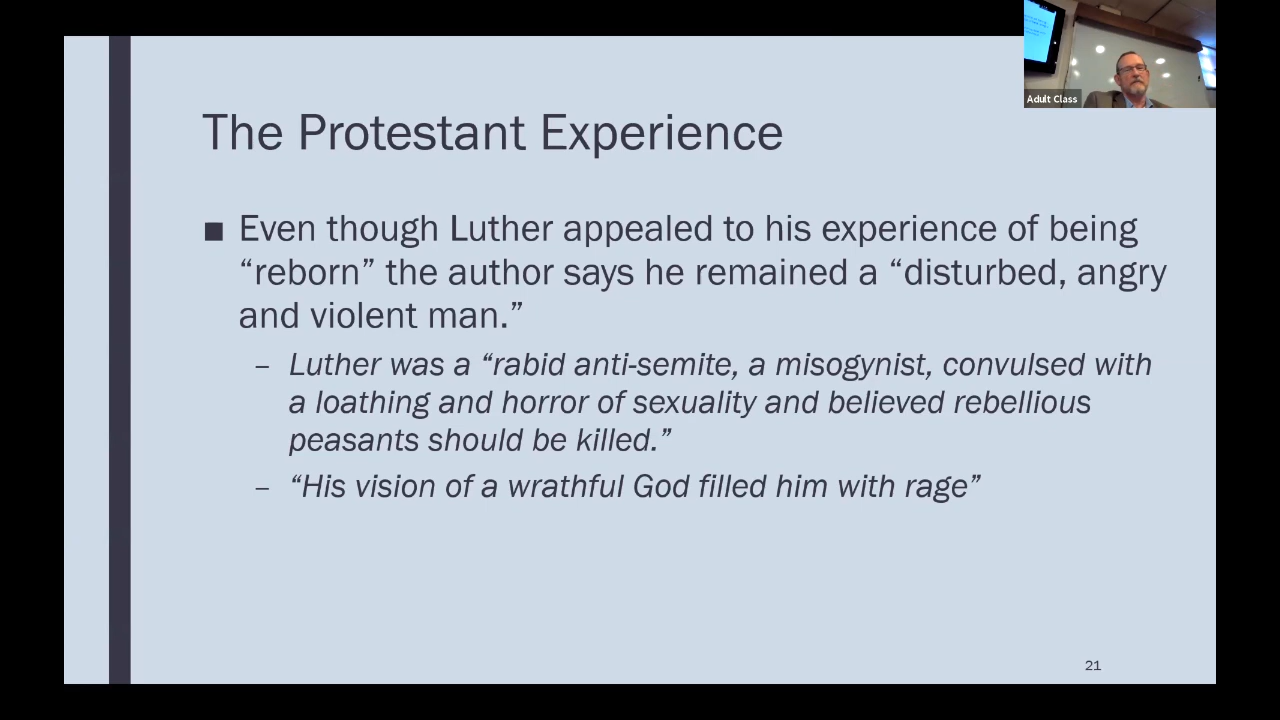 Adult Class
The Protestant Experience
■ Even though Luther appealed to his experience of being
“reborn” the author says he remained a “disturbed, angry
and violent man.”
– Luther was a “rabid anti-semite, a misogynist, convulsed with
a loathing and horror of sexuality and believed rebellious
peasants should be killed.”
– “His vision of a wrathful God filled him with rage”
21